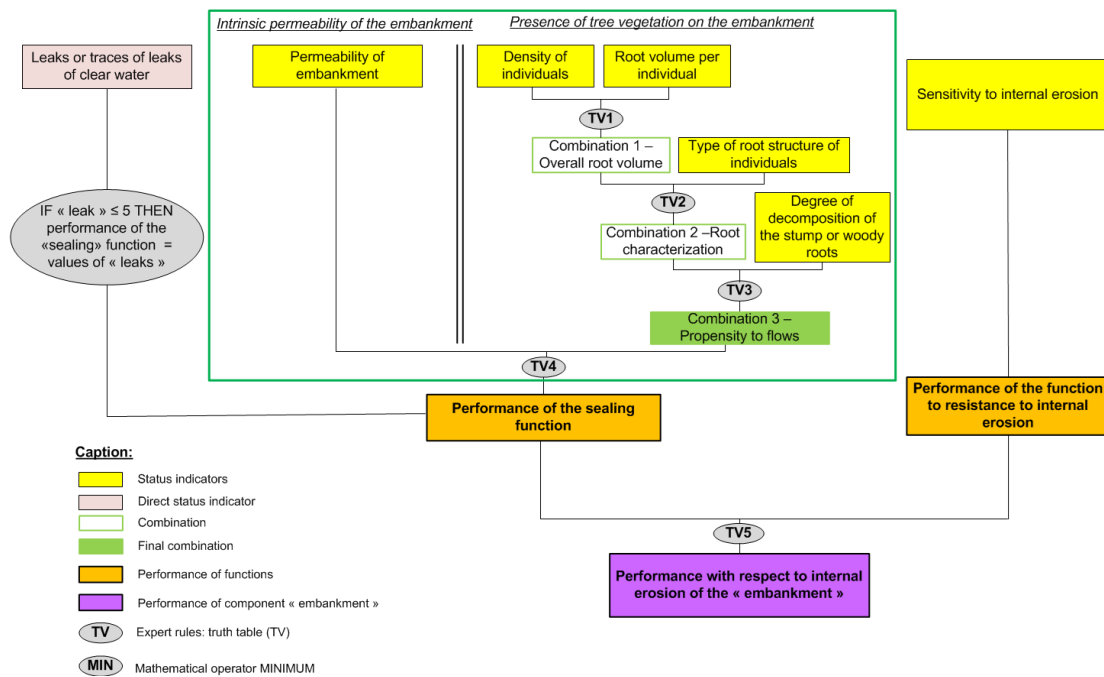 Intrinsic permeability of the embankment
Presence of tree vegetation on the embankment
Leaks or traces of leaks
of clear water
Permeability of
embankment
Density of
individuals
Root volume per
individual
Sensitivity to internal erosion
TV1
Combination 1 –
Overall root volume
Type of root structure of
individuals
TV2
IF « leak » ≤ 5 THEN
performance of the
«sealing» function =
values of « leaks »
Combination 2 –Root
characterization
Degree of
decomposition of
the stump or woody
roots
TV3
Combination 3 –
Propensity to flows
TV4
Performance of the sealing
function
Performance of the function
to resistance to internal
erosion
Caption:
Status indicators
Direct status indicator
Combination
Final combination
Performance of functions
Performance of component « embankment »
TV
Expert rules: truth table (TV)
MIN
Mathematical operator MINIMUM
TV5
Performance with respect to internal
erosion of the « embankment »